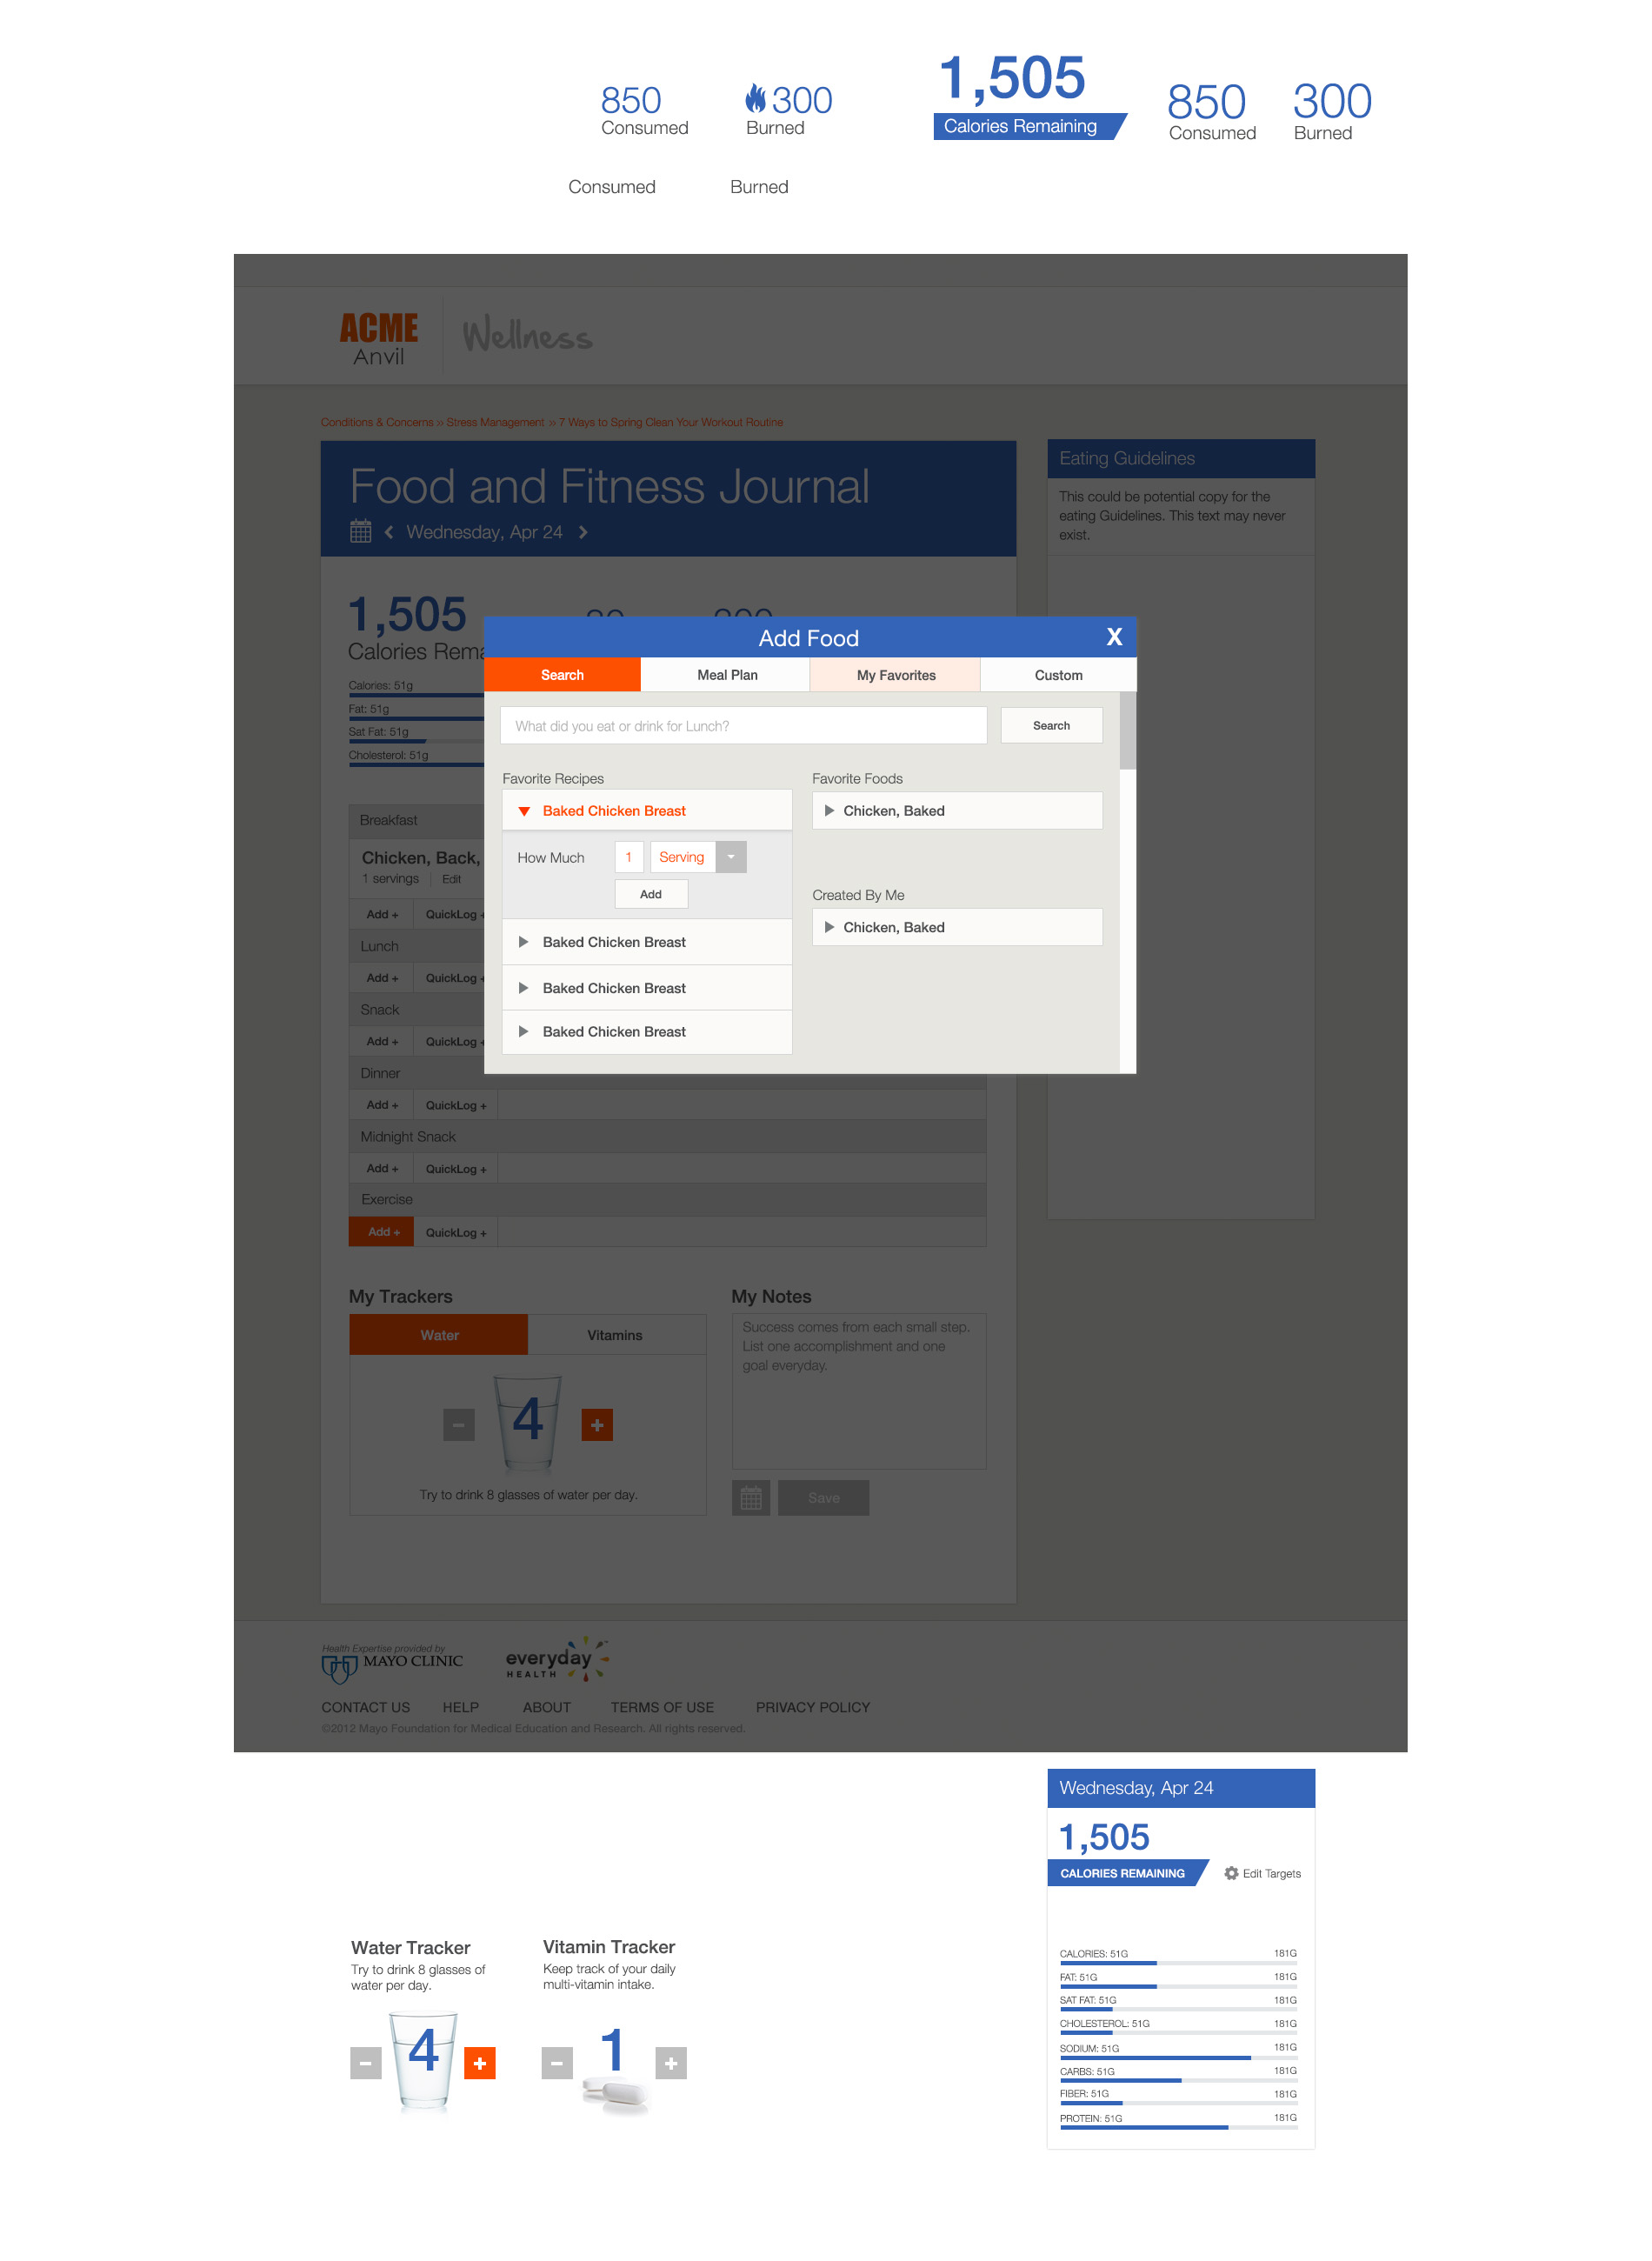 1,505
850
300
850
300
Consumed
Burned
Calories Remaining
Consumed
Burned
Consumed
Burned
ACME
Anvil
Wellness
Conditions & Concerns » Stress Management » 7 Ways to Spring Clean Your Workout Routine
Food and Fitness Journal
Wednesday, Apr 24
Eating Guidelines
This could be potential copy for the
eating Guidelines. This text may never
exist.
1,505
Calories Rema
Calories: 51g
Fat: 51g
Sat Fat: 51g
Cholesterol: 51g
Add Food
X
Search
Meal Plan
My Favorites
Custom
What did you eat or drink for Lunch?
Search
Favorite Recipes
Baked Chicken Breast
How Much
1
Serving
Add
Baked Chicken Breast
Baked Chicken Breast
Baked Chicken Breast
Favorite Foods
Chicken, Baked
Created By Me
Chicken, Baked
Breakfast
Chicken, Back,
1 servings
Edit
Add +
QuickLog +
Lunch
Add +
QuickLog +
Snack
Add +
QuickLog +
Dinner
Add +
QuickLog +
Midnight Snack
Add +
QuickLog +
Exercise
Add +
QuickLog +
My Trackers
Water
Vitamins
4
Try to drink 8 glasses of water per day.
My Notes
Success comes from each small step.
List one accomplishment and one
goal everyday.
Save
Health Expertise provided by
MAYO CLINIC
everyday
HEALTH
CONTACT US
HELP
ABOUT
TERMS OF USE
PRIVACY POLICY
©2012 Mayo Foundation for Medical Education and Research. All rights reserved.
Wednesday, Apr 24
1,505
CALORIES REMAINING
Edit Targets
CALORIES: 51G 181G
FAT: 51G 181G
SAT FAT: 51G 181G
CHOLESTEROL: 51G 181G
SODIUM: 51G 181G
CARBS: 51G 181G
FIBER: 51G 181G
PROTEIN: 51G 181G
Water Tracker
Try to drink 8 glasses of
water per day.
4
Vitamin Tracker
Keep track of your daily
multi-vitamin intake.
1